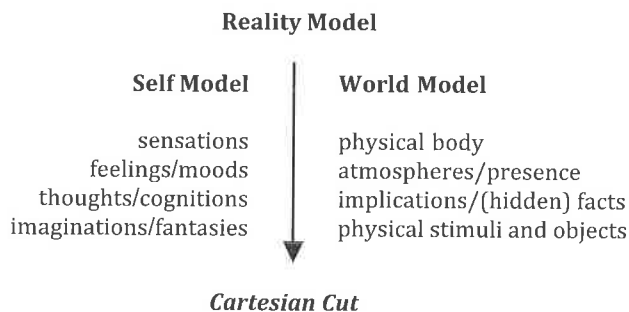 Reality Model
Self Model
World Model
sensations
physical body
feelings/moods
atmospheres/presence
thoughts/cognitions
implications/(hidden) facts
imaginations/fantasies
physical stimuli and objects
Cartesian Cut